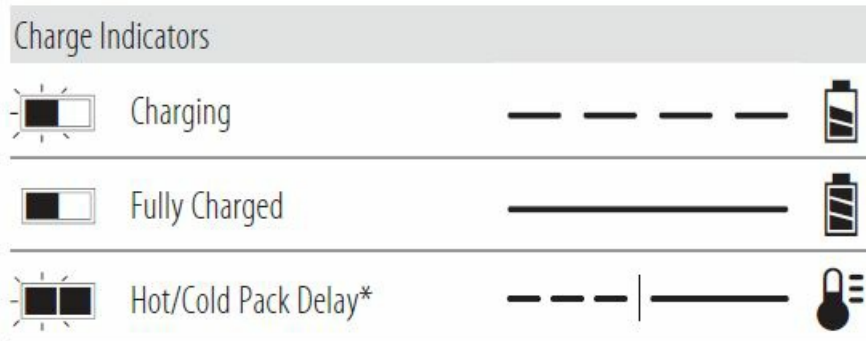 Charge Indicators
Charging
Fully Charged
Hot/Cold Pack Delay*